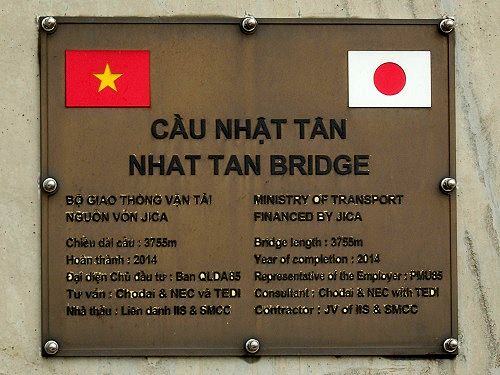 CẦU NHẬT TÂN
NHAT TAN BRIDGE
BỘ GIAO THÔNG VẬN TẢI
NGUỒN VỐN JICA
Chiều dài cầu : 3755m
Hoàn thành : 2014
Đại diện Chủ đầu tư : Ban QLDA85
Tư vấn : Chodai & NEC và TEDI
Nhà thầu : Liên danh IIS & SMCC
MINISTRY OF TRANSPORT
FINANCED BY JICA
Bridge length : 3755m
Year of completion : 2014
Representative of the Employer : PMU85
Consultant : Chodai & NEC with TEDI
Contractor : JV of IIS & SMCC